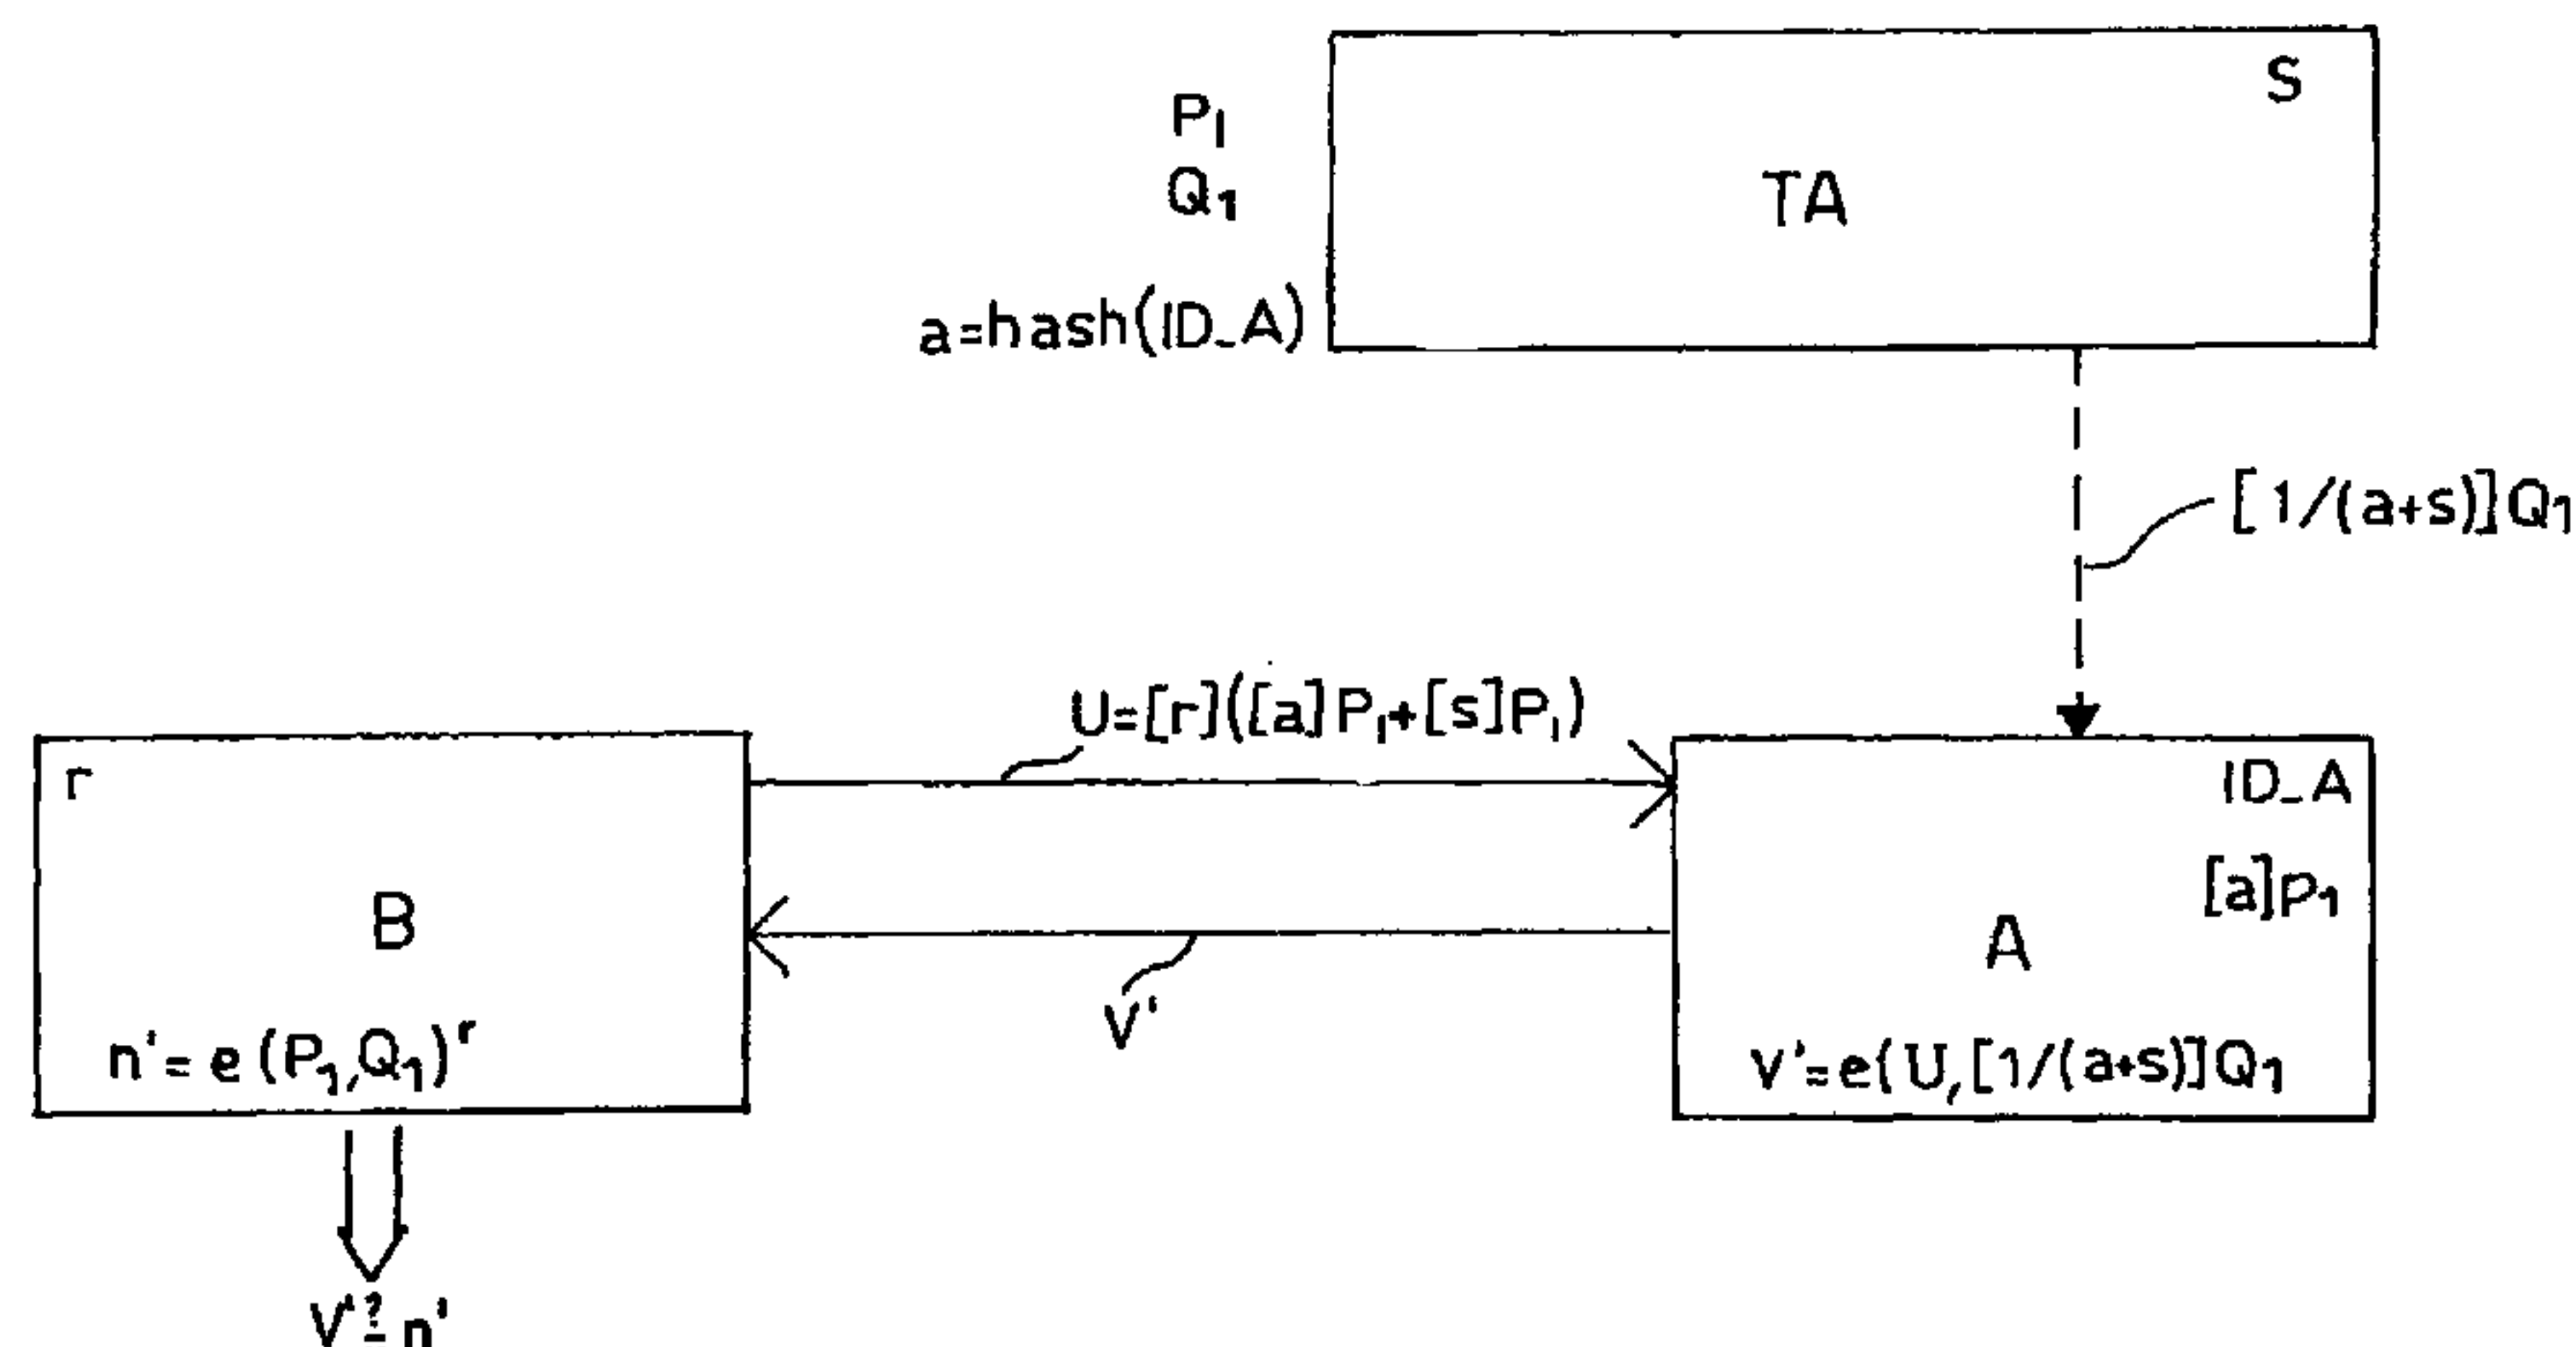 S
P₁
Q₁
TA
a=hash(ID_A)
[1/(a+s)]Q₁
U=[r]([a]P₁+[s]P₁)
r
ID_A
B
[a]P₁
A
V'
n'=e(P₁,Q₁)ʳ
v'=e(U,[1/(a+s)]Q₁
V'≟n'